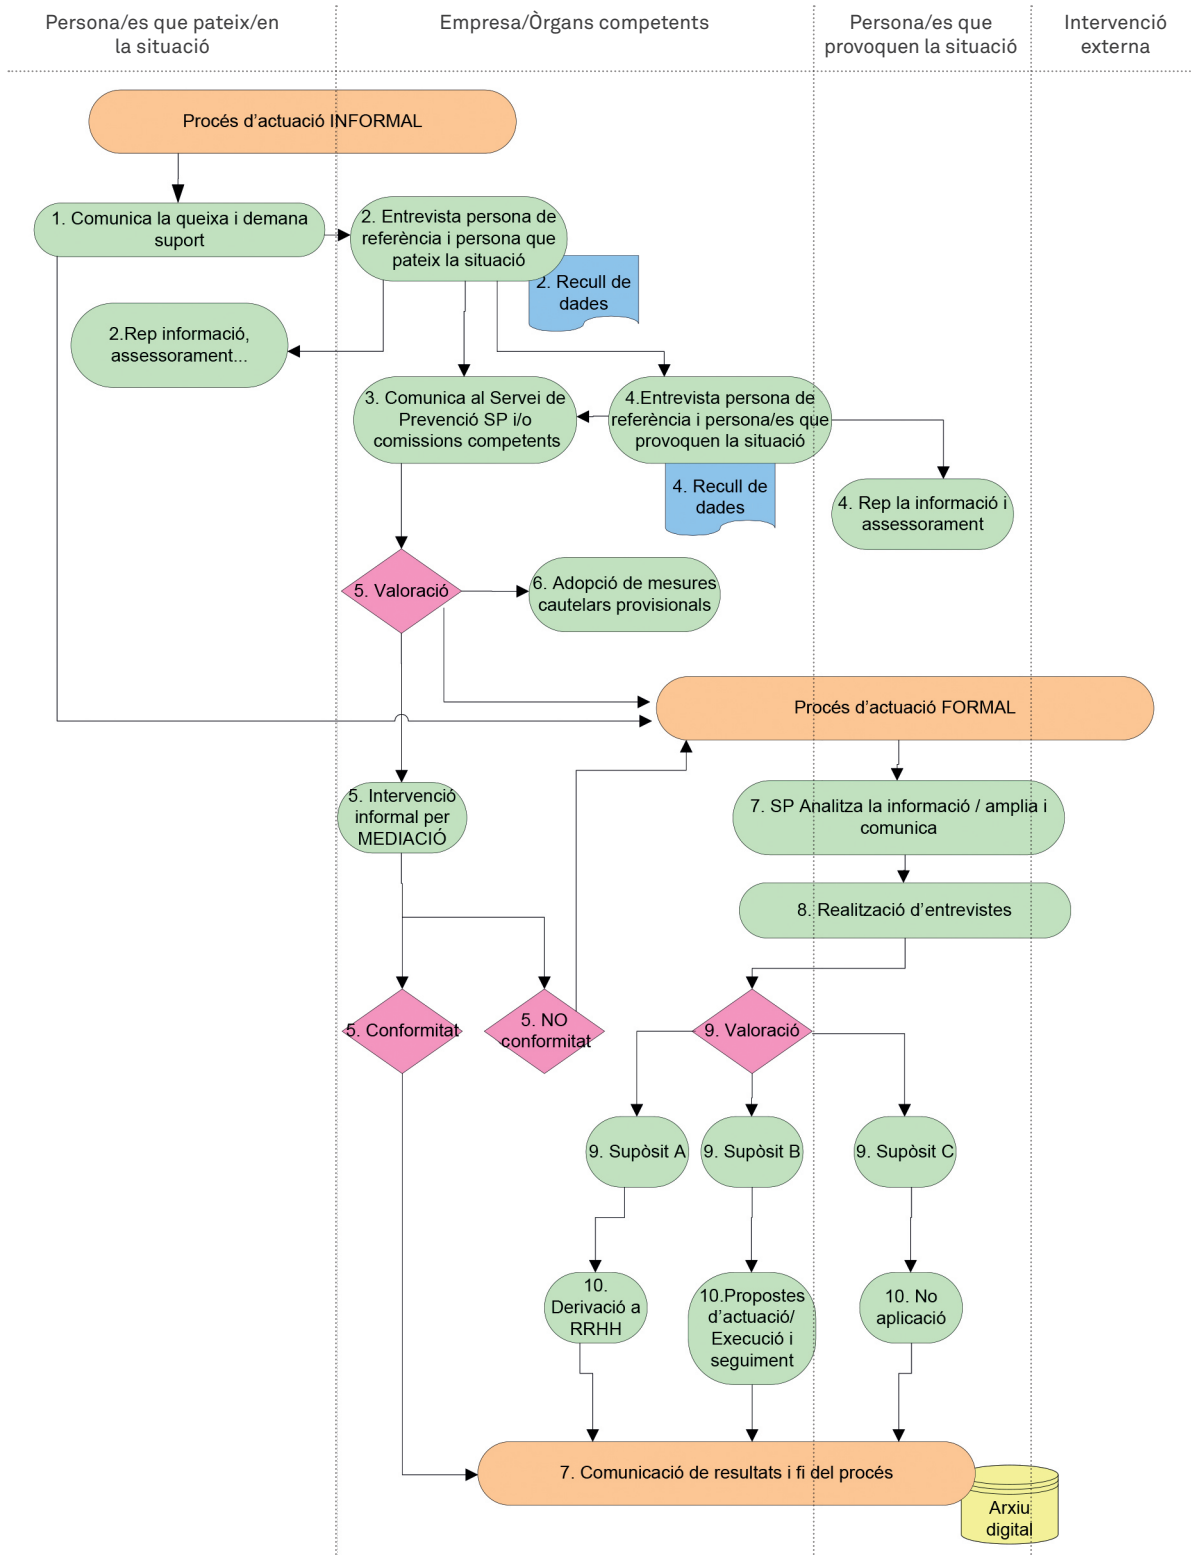 Persona/es que pateix/en
la situació
Empresa/Òrgans competents
Persona/es que
provoquen la situació
Intervenció
externa
Procés d’actuació INFORMAL
1. Comunica la queixa i demana
suport
2. Entrevista persona de
referència i persona que
pateix la situació
2. Recull de
dades
2.Rep informació,
assessorament...
3. Comunica al Servei de
Prevenció SP i/o
comissions competents
4.Entrevista persona de
referència i persona/es que
provoquen la situació
4. Recull de
dades
4. Rep la informació i
assessorament
5. Valoració
6. Adopció de mesures
cautelars provisionals
Procés d’actuació FORMAL
5. Intervenció
informal per
MEDIACIÓ
7. SP Analitza la informació / amplia i
comunica
8. Realització d’entrevistes
5. Conformitat
5. NO
conformitat
9. Valoració
9. Supòsit A
9. Supòsit B
9. Supòsit C
10.
Derivació a
RRHH
10.Propostes
d’actuació/
Execució i
seguiment
10. No
aplicació
7. Comunicació de resultats i fi del procés
Arxiu
digital